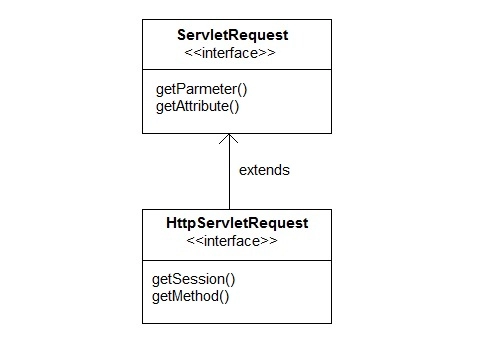 ServletRequest
<<interface>>
getParmeter()
getAttribute()
extends
HttpServletRequest
<<interface>>
getSession()
getMethod()